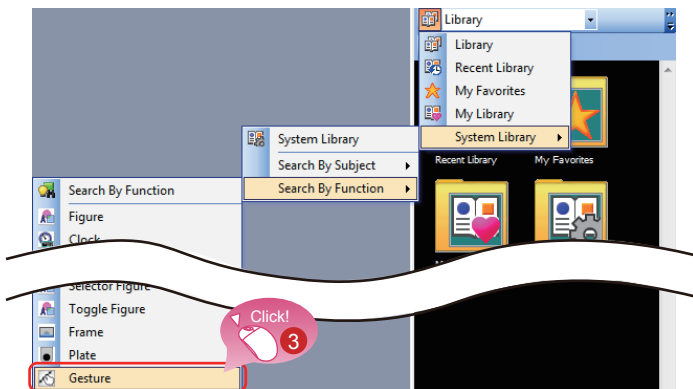 Library
Library
Recent Library
My Favorites
My Library
System Library
Recent Library
My Favorites
System Library
Search By Subject
Search By Function
Search By Function
Figure
Clock
Selector Figure
Toggle Figure
Frame
Plate
Gesture
Click!
3